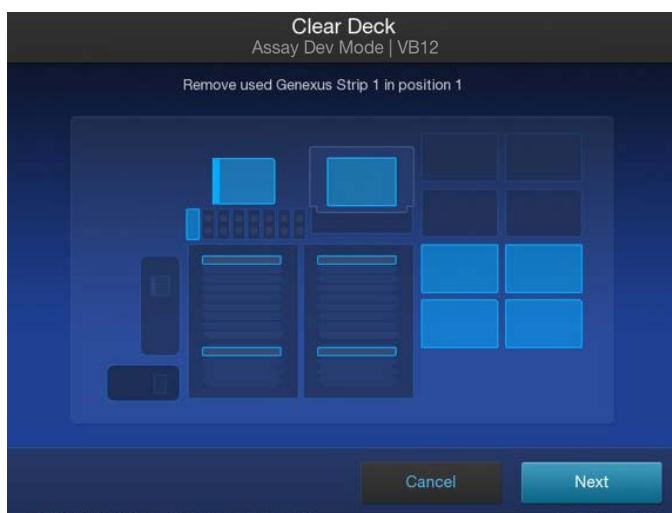 Clear Deck
Assay Dev Mode | VB12
Remove used Genexus Strip 1 in position 1
Cancel
Next